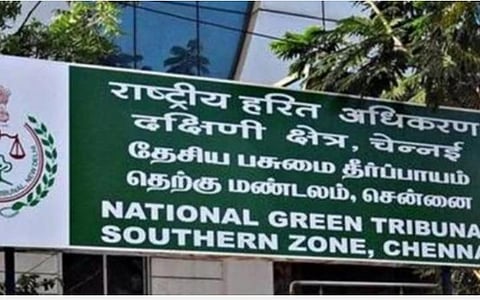 राष्ट्रीय हरित अधिकरण
दक्षिणी क्षेत्र, चेन्नई
தேசிய பசுமை தீர்ப்பாயம்
தெற்கு மண்டலம், சென்னை
NATIONAL GREEN TRIBUNA
SOUTHERN ZONE, CHENNA